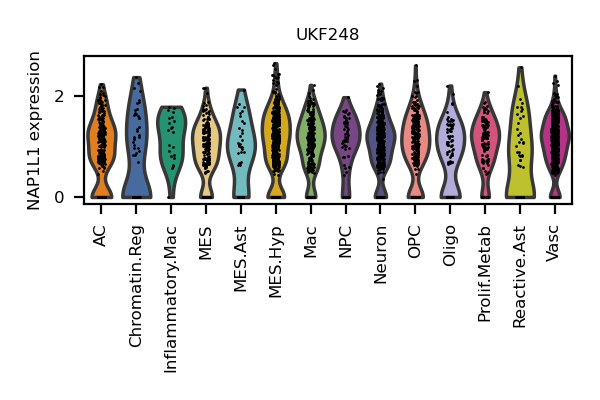 UKF248
NAP1L1 expression
2
0
AC
Chromatin.Reg
Inflammatory.Mac
MES
MES.Ast
MES.Hyp
Mac
NPC
Neuron
OPC
Oligo
Prolif.Metab
Reactive.Ast
Vasc